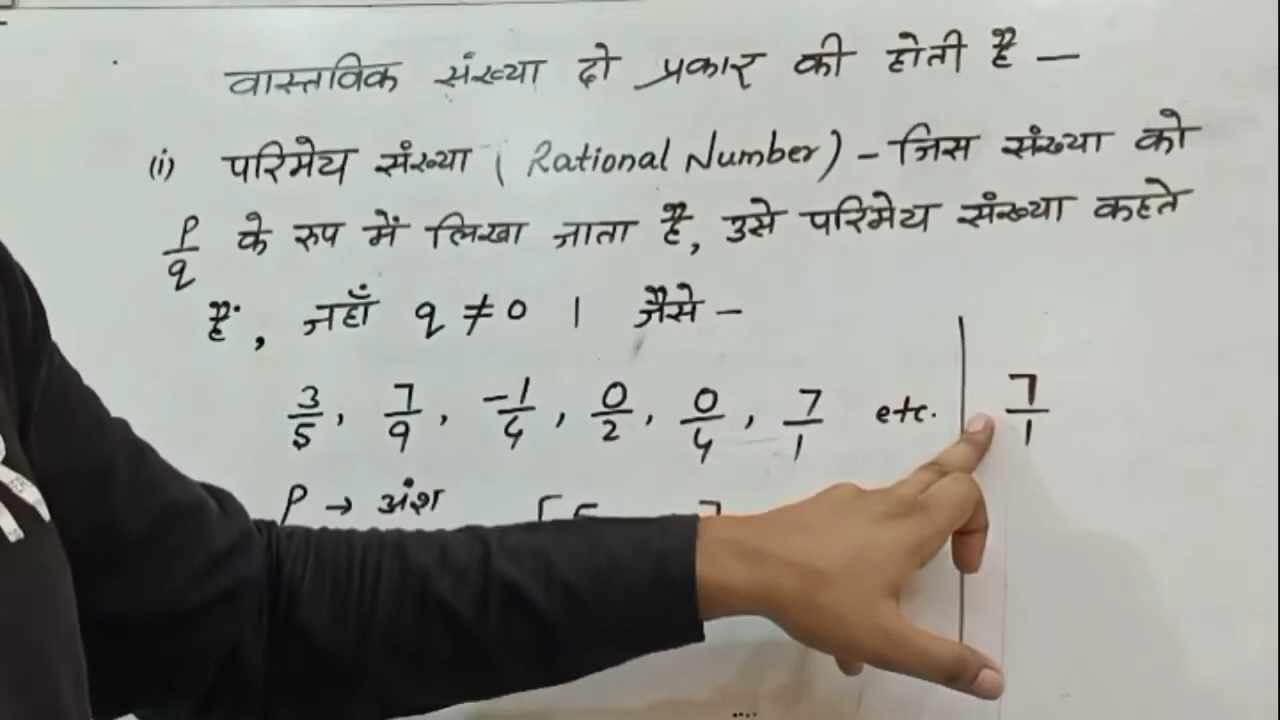 वास्तविक संख्या दो प्रकार की होती है —
(i) परिमेय संख्या ( Rational Number ) – जिस संख्या को
p/q के रुप में लिखा जाता है, उसे परिमेय संख्या कहते
हैं , जहाँ q ≠ 0 | जैसे –
3/5, 7/9, -1/4, 0/2, 0/4, 7/1 etc. 7/1
P → अंश